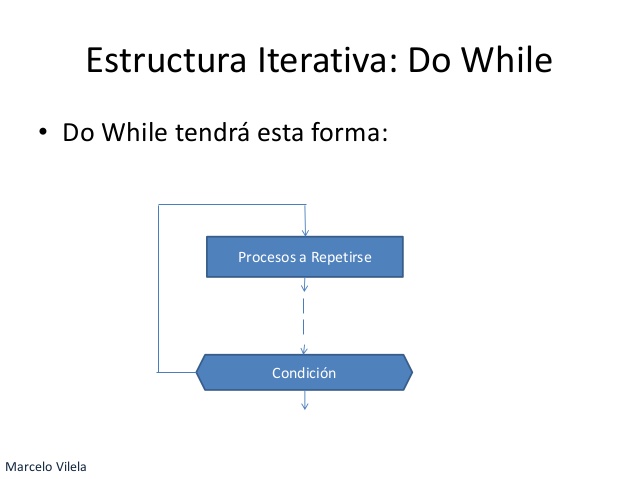 Estructura Iterativa: Do While
• Do While tendrá esta forma:
Procesos a Repetirse
Condición
Marcelo Vilela